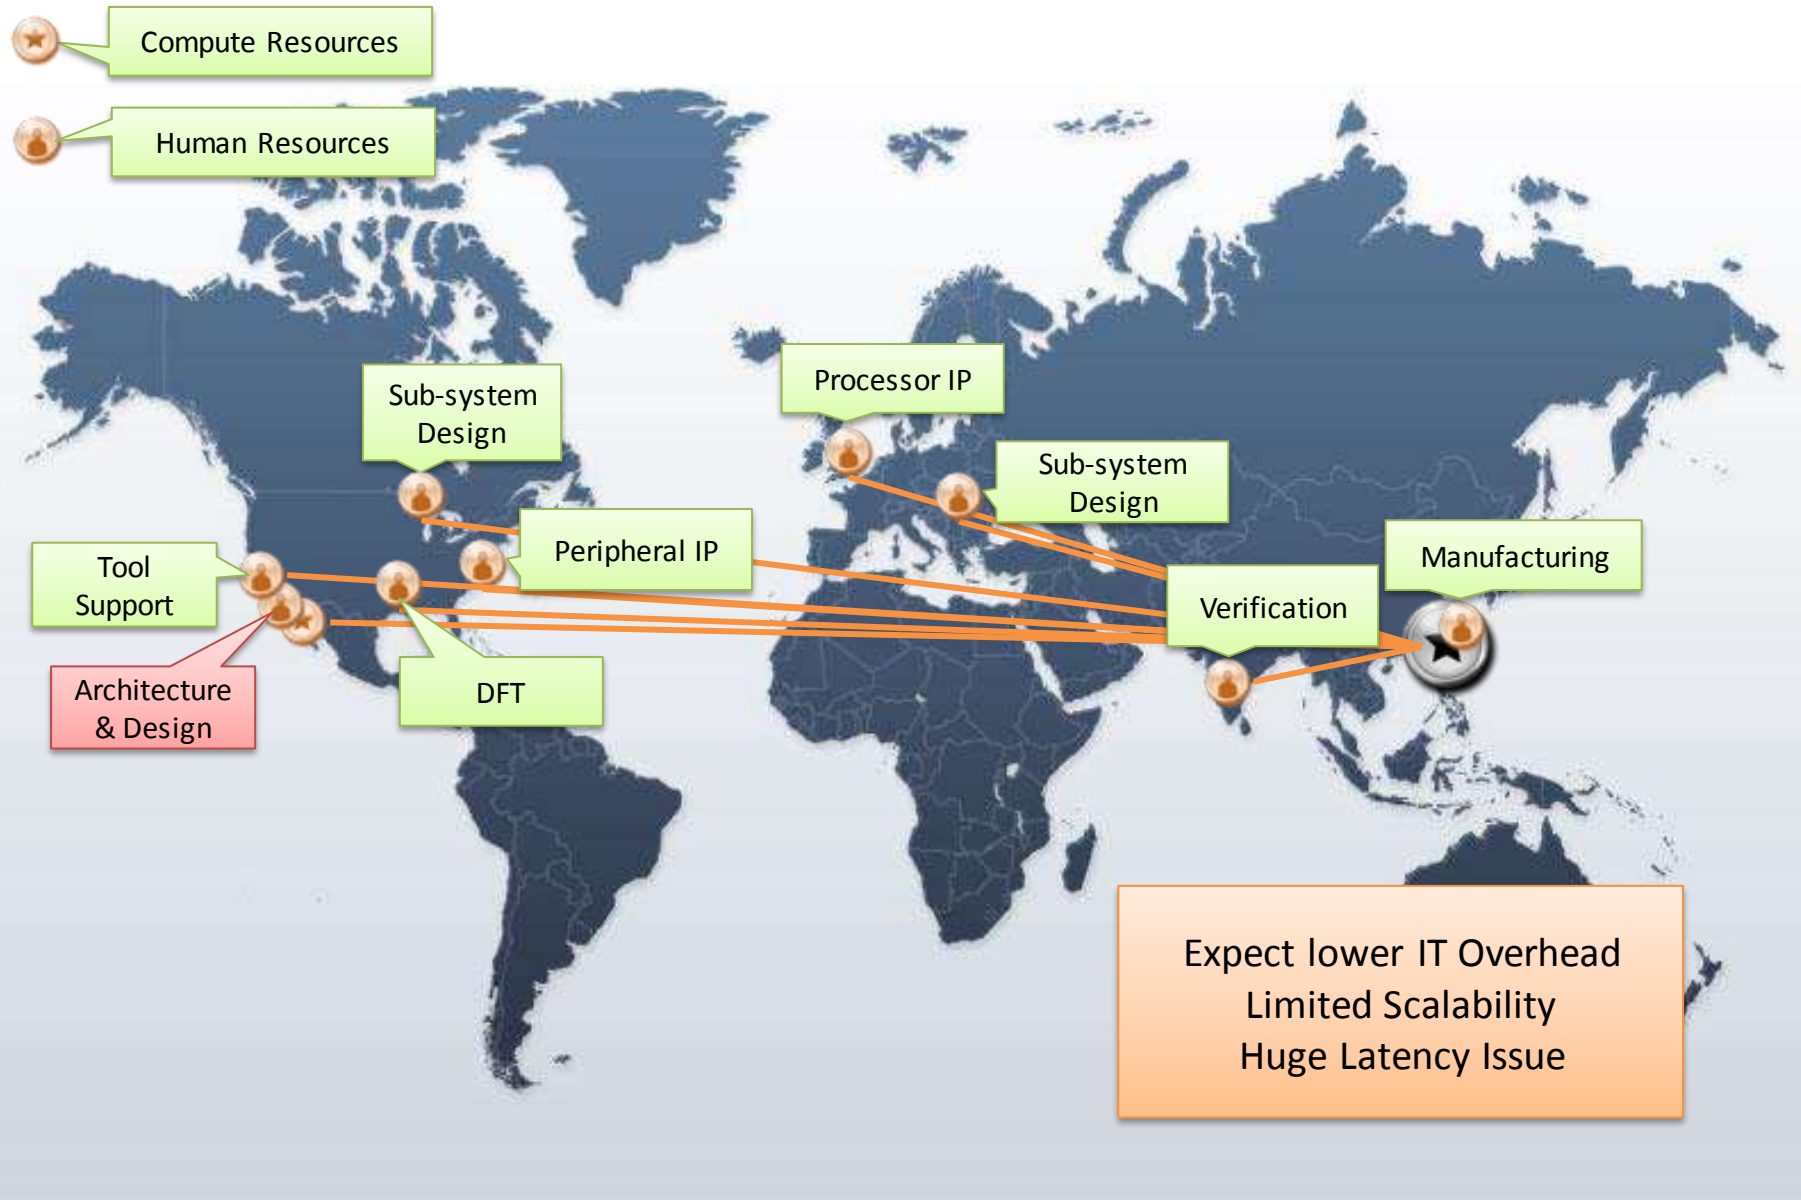 Compute Resources
Human Resources
Sub-system
Design
Processor IP
Sub-system
Design
Peripheral IP
Manufacturing
Tool
Support
Verification
Architecture
& Design
DFT
Expect lower IT Overhead
Limited Scalability
Huge Latency Issue